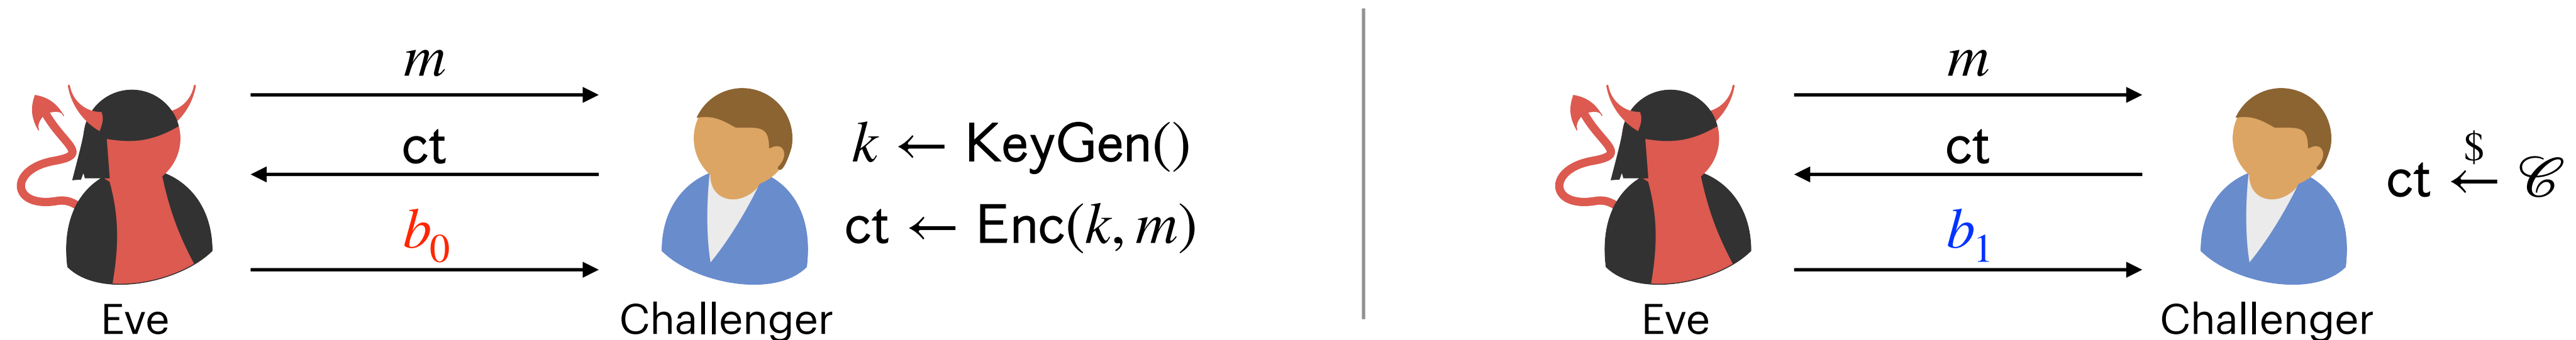 m
ct
b₀
Eve
Challenger
k ← KeyGen()
ct ← Enc(k, m)
m
ct
b₁
Eve
Challenger
ct $← 𝒞